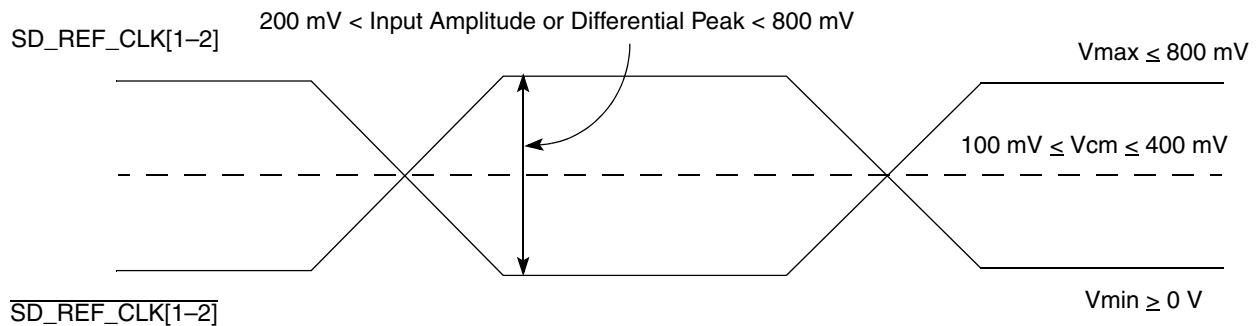 200 mV < Input Amplitude or Differential Peak < 800 mV
SD_REF_CLK[1–2]
Vmax ≤ 800 mV
100 mV ≤ Vcm ≤ 400 mV
Vmin ≥ 0 V
S̅D̅_̅R̅E̅F̅_̅C̅L̅K̅[̅1̅–̅2̅]̅